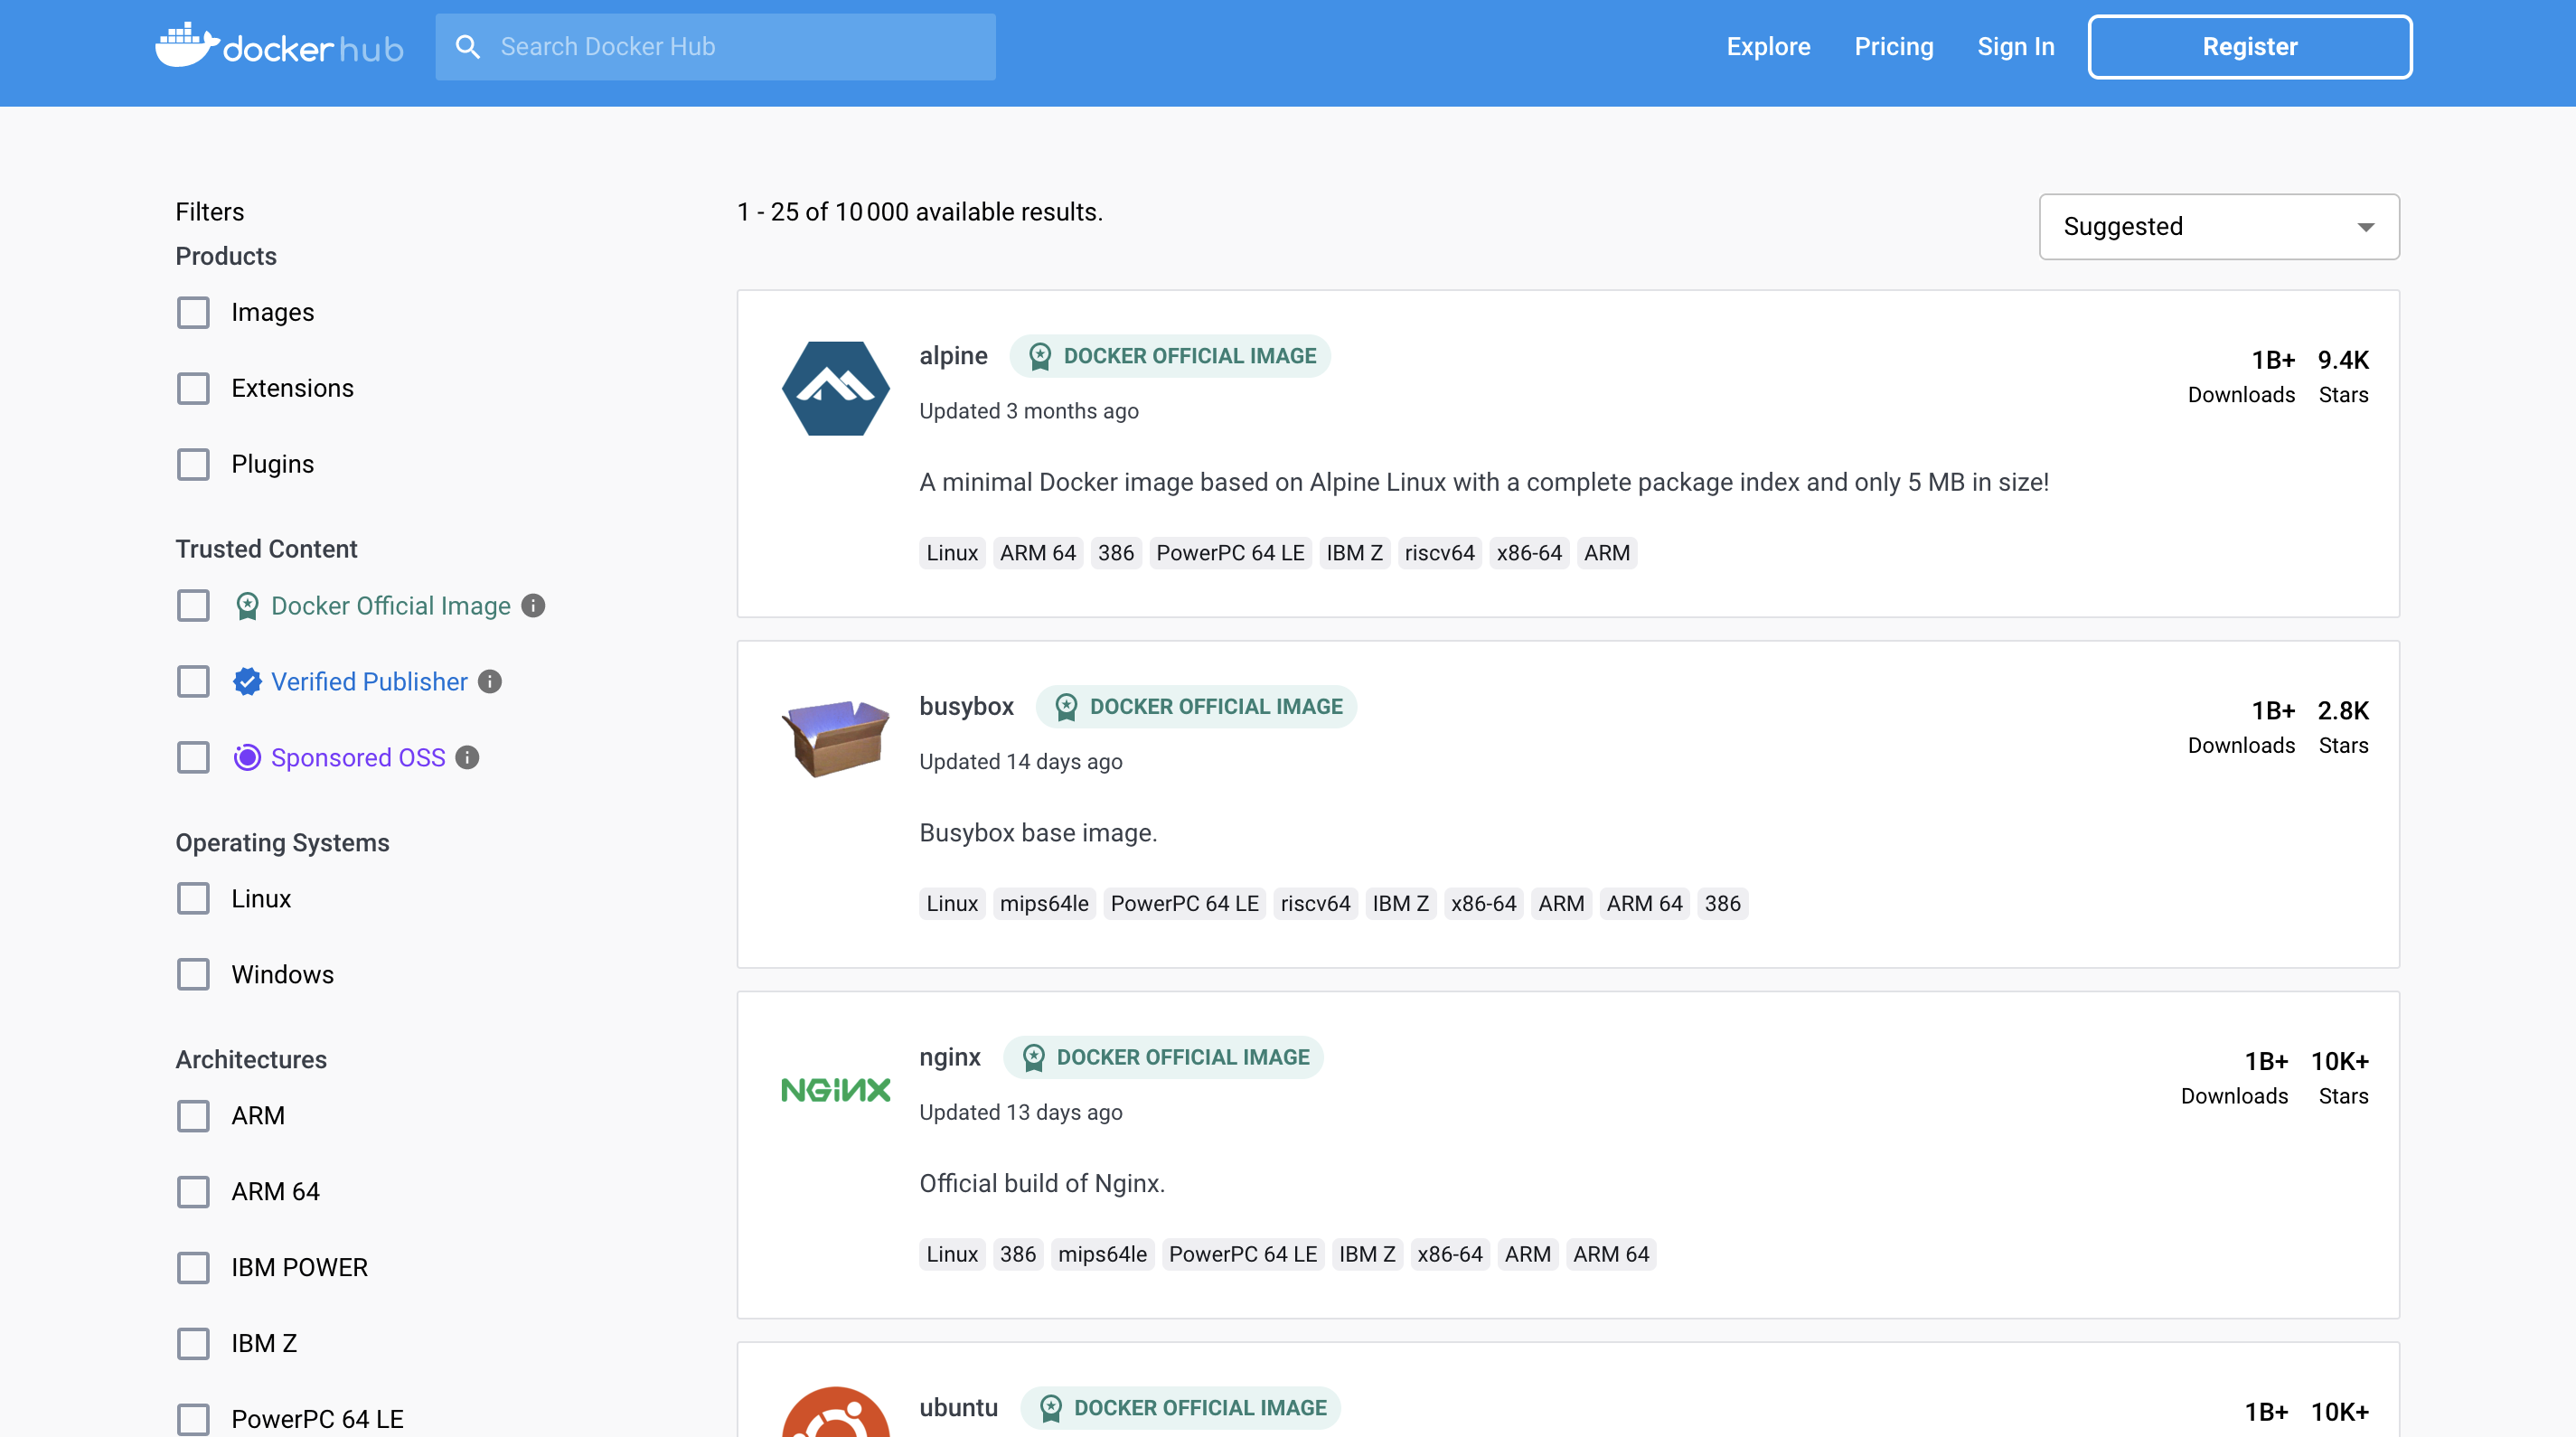 docker hub
Search Docker Hub
Explore
Pricing
Sign In
Register
Filters
Products
Images
Extensions
Plugins
Trusted Content
Docker Official Image
Verified Publisher
Sponsored OSS
Operating Systems
Linux
Windows
Architectures
ARM
ARM 64
IBM POWER
IBM Z
PowerPC 64 LE
1 - 25 of 10 000 available results.
Suggested
alpine DOCKER OFFICIAL IMAGE
1B+ 9.4K
Downloads Stars
Updated 3 months ago
A minimal Docker image based on Alpine Linux with a complete package index and only 5 MB in size!
Linux ARM 64 386 PowerPC 64 LE IBM Z riscv64 x86-64 ARM
busybox DOCKER OFFICIAL IMAGE
1B+ 2.8K
Downloads Stars
Updated 14 days ago
Busybox base image.
Linux mips64le PowerPC 64 LE riscv64 IBM Z x86-64 ARM ARM 64 386
NGINX
nginx DOCKER OFFICIAL IMAGE
1B+ 10K+
Downloads Stars
Updated 13 days ago
Official build of Nginx.
Linux 386 mips64le PowerPC 64 LE IBM Z x86-64 ARM ARM 64
ubuntu DOCKER OFFICIAL IMAGE
1B+ 10K+